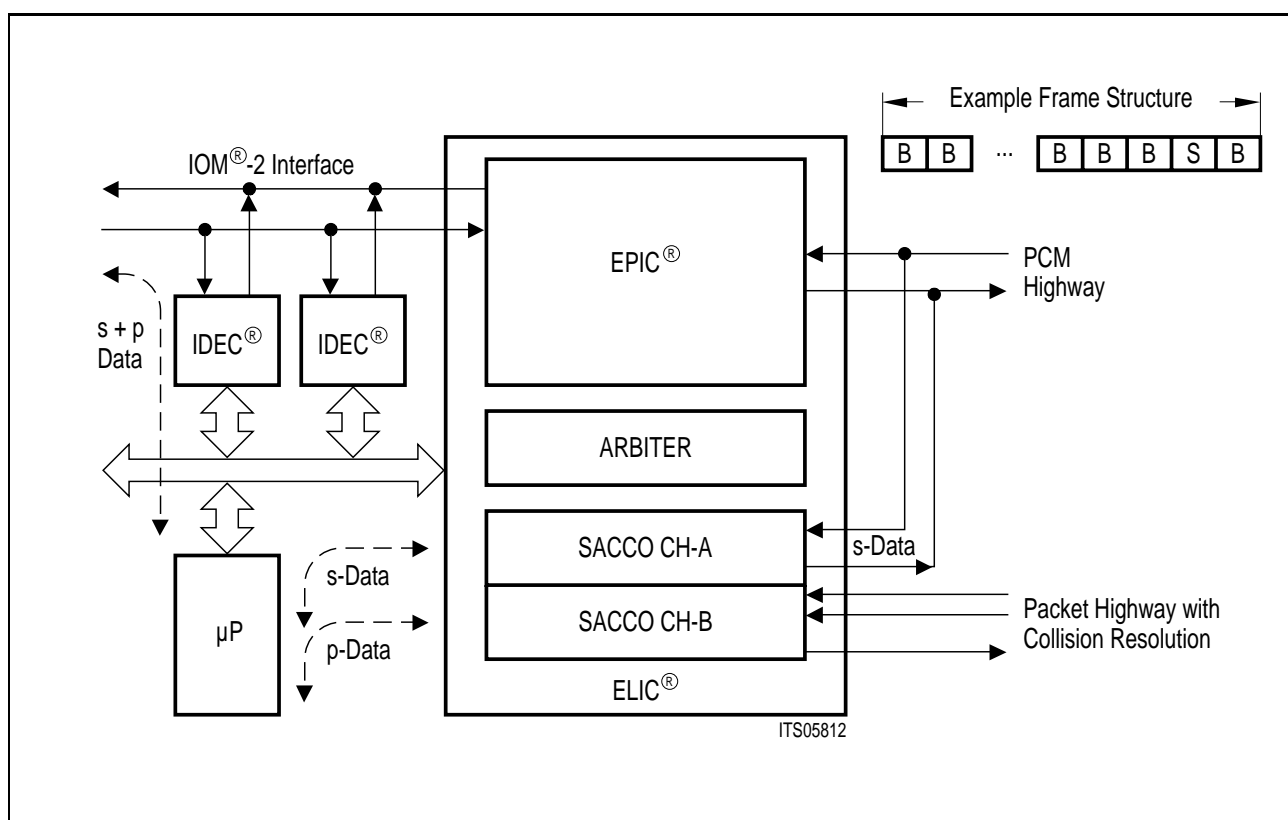 Example Frame Structure
B B ... B B B S B
IOM®-2 Interface
EPIC®
PCM
Highway
s + p
Data
IDEC®
IDEC®
ARBITER
SACCO CH-A
s-Data
s-Data
µP
SACCO CH-B
p-Data
Packet Highway with
Collision Resolution
ELIC®
ITS05812